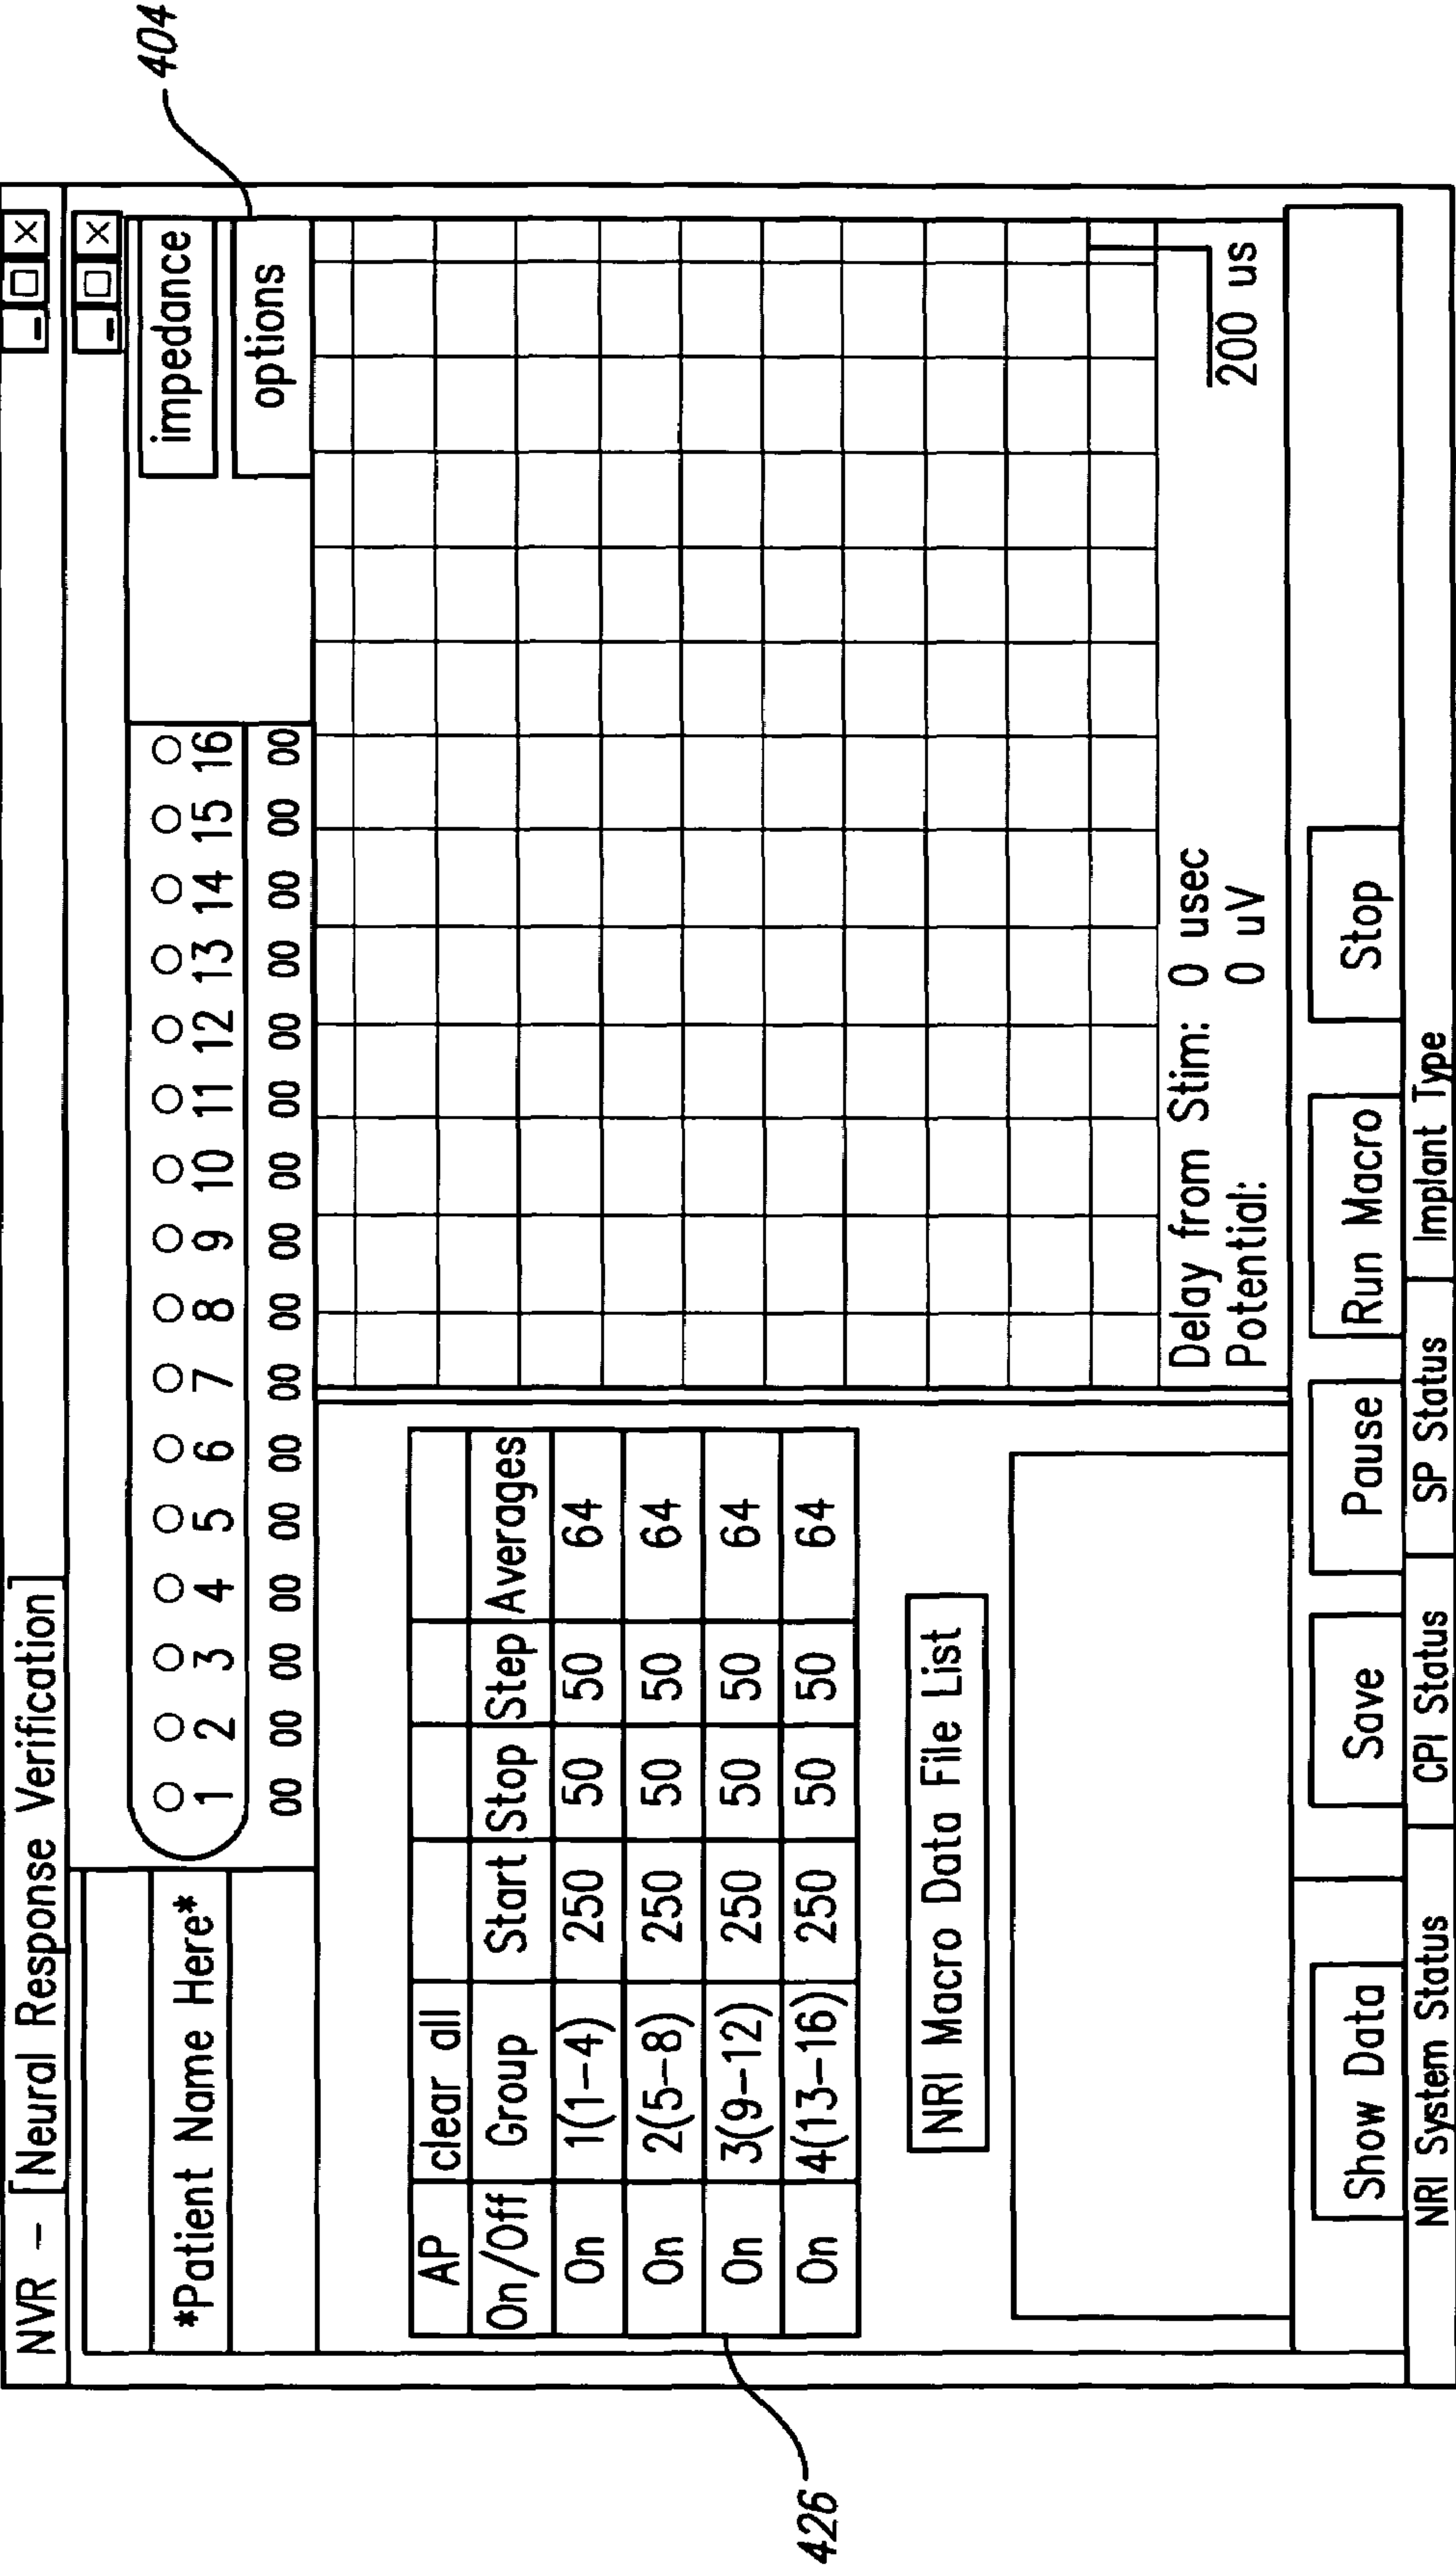 NVR - [Neural Response Verification]
_ □ ×
_ □ ×
404
*Patient Name Here*
1 2 3 4 5 6 7 8 9 10 11 12 13 14 15 16
00 00 00 00 00 00 00 00 00 00 00 00 00 00 00 00
impedance
options
AP clear all
On/Off Group Start Stop Step Averages
On 1(1-4) 250 50 50 64
On 2(5-8) 250 50 50 64
On 3(9-12) 250 50 50 64
On 4(13-16) 250 50 50 64
426
NRI Macro Data File List
Delay from Stim: 0 usec
Potential: 0 uV
200 us
Show Data Save Pause Run Macro Stop
NRI System Status CPI Status SP Status Implant Type